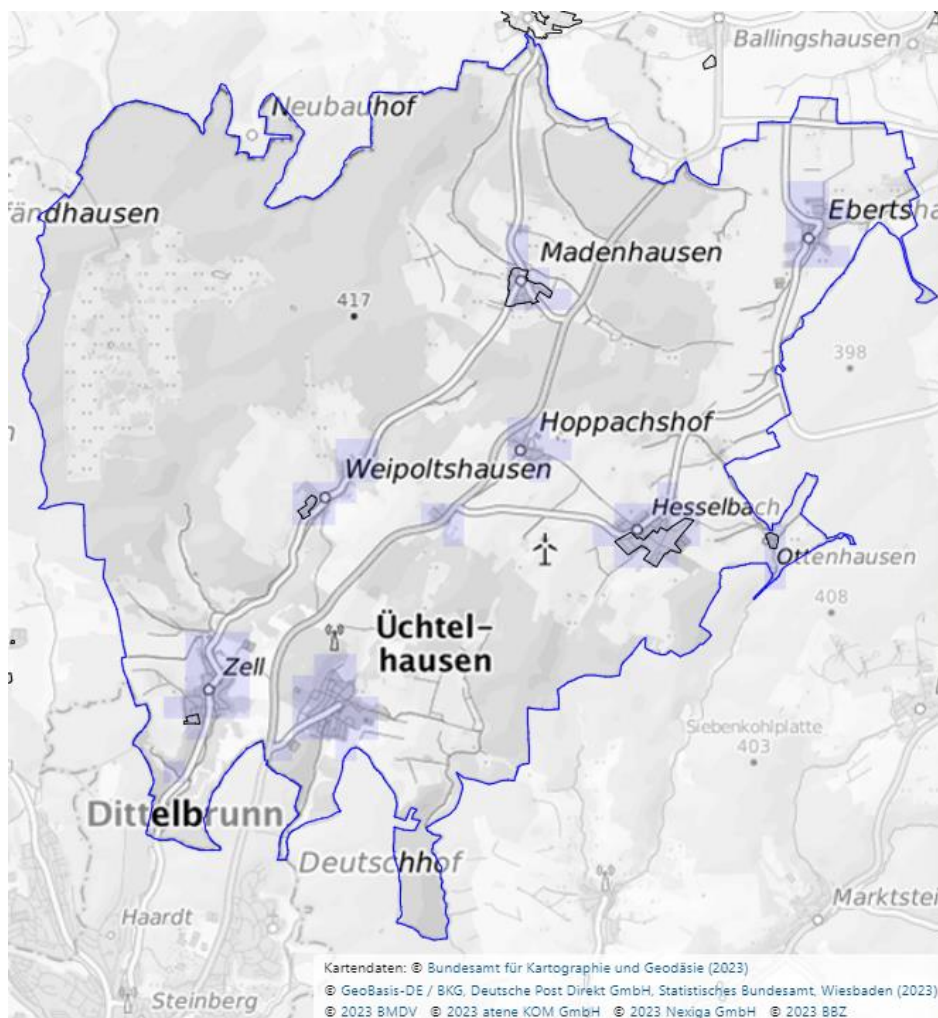 Ballingshausen
Neubauhof
fändhausen
Ebertsha
Madenhausen
417
398
Hoppachshof
Weipoltshausen
Hesselbach
Ottenhausen
408
Üchtel-
hausen
Zell
Siebenkohlplatte
403
Dittelbrunn
Deutschhof
Haardt
Marktstei
Steinberg
Kartendaten: © Bundesamt für Kartographie und Geodäsie (2023)
© GeoBasis-DE / BKG, Deutsche Post Direkt GmbH, Statistisches Bundesamt, Wiesbaden (2023)
© 2023 BMDV © 2023 atene KOM GmbH © 2023 Nexiga GmbH © 2023 BBZ